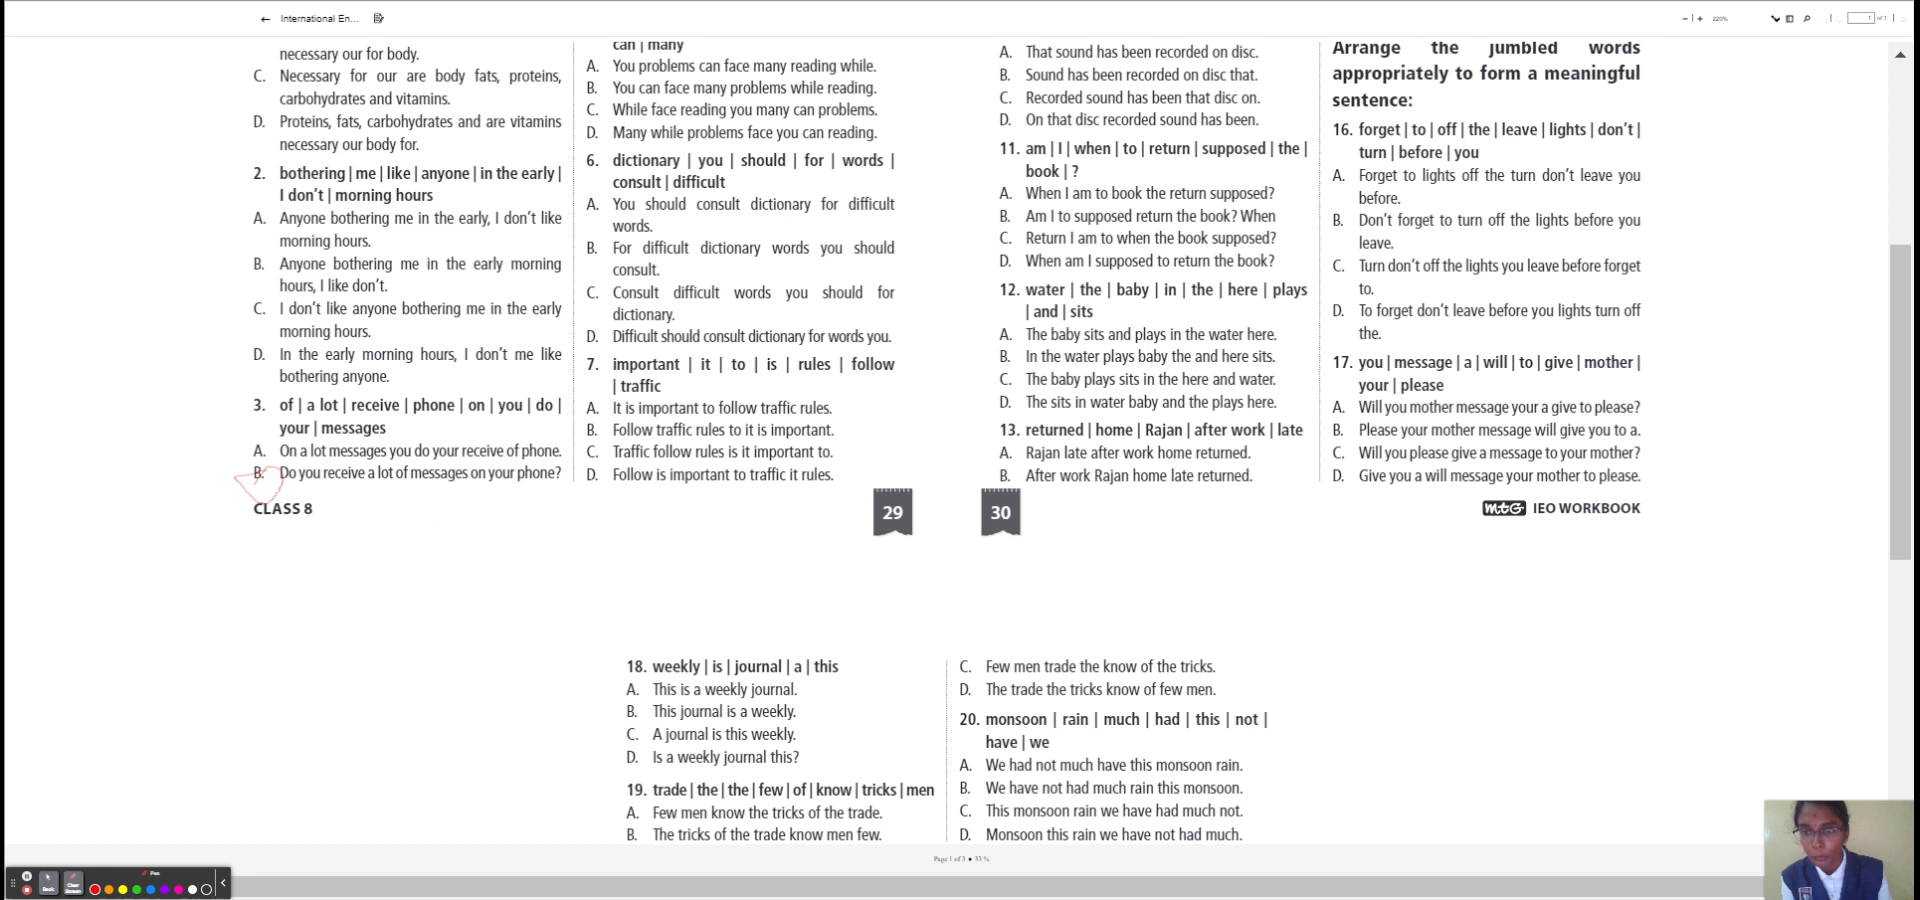 International En...
220%
1 of 1
necessary our for body.
C. Necessary for our are body fats, proteins,
carbohydrates and vitamins.
D. Proteins, fats, carbohydrates and are vitamins
necessary our body for.
2. bothering | me | like | anyone | in the early |
I don't | morning hours
A. Anyone bothering me in the early, I don't like
morning hours.
B. Anyone bothering me in the early morning
hours, I like don't.
C. I don't like anyone bothering me in the early
morning hours.
D. In the early morning hours, I don't me like
bothering anyone.
3. of | a lot | receive | phone | on | you | do |
your | messages
A. On a lot messages you do your receive of phone.
B. Do you receive a lot of messages on your phone?
CLASS 8
can | many
A. You problems can face many reading while.
B. You can face many problems while reading.
C. While face reading you many can problems.
D. Many while problems face you can reading.
6. dictionary | you | should | for | words |
consult | difficult
A. You should consult dictionary for difficult
words.
B. For difficult dictionary words you should
consult.
C. Consult difficult words you should for
dictionary.
D. Difficult should consult dictionary for words you.
7. important | it | to | is | rules | follow
| traffic
A. It is important to follow traffic rules.
B. Follow traffic rules to it is important.
C. Traffic follow rules is it important to.
D. Follow is important to traffic it rules.
29
A. That sound has been recorded on disc.
B. Sound has been recorded on disc that.
C. Recorded sound has been that disc on.
D. On that disc recorded sound has been.
11. am | I | when | to | return | supposed | the |
book | ?
A. When I am to book the return supposed?
B. Am I to supposed return the book? When
C. Return I am to when the book supposed?
D. When am I supposed to return the book?
12. water | the | baby | in | the | here | plays
| and | sits
A. The baby sits and plays in the water here.
B. In the water plays baby the and here sits.
C. The baby plays sits in the here and water.
D. The sits in water baby and the plays here.
13. returned | home | Rajan | after work | late
A. Rajan late after work home returned.
B. After work Rajan home late returned.
30
Arrange the jumbled words
appropriately to form a meaningful
sentence:
16. forget | to | off | the | leave | lights | don't |
turn | before | you
A. Forget to lights off the turn don't leave you
before.
B. Don't forget to turn off the lights before you
leave.
C. Turn don't off the lights you leave before forget
to.
D. To forget don't leave before you lights turn off
the.
17. you | message | a | will | to | give | mother |
your | please
A. Will you mother message your a give to please?
B. Please your mother message will give you to a.
C. Will you please give a message to your mother?
D. Give you a will message your mother to please.
mtG IEO WORKBOOK
18. weekly | is | journal | a | this
A. This is a weekly journal.
B. This journal is a weekly.
C. A journal is this weekly.
D. Is a weekly journal this?
19. trade | the | the | few | of | know | tricks | men
A. Few men know the tricks of the trade.
B. The tricks of the trade know men few.
C. Few men trade the know of the tricks.
D. The trade the tricks know of few men.
20. monsoon | rain | much | had | this | not |
have | we
A. We had not much have this monsoon rain.
B. We have not had much rain this monsoon.
C. This monsoon rain we have had much not.
D. Monsoon this rain we have not had much.
Page 1 of 3 • 33 %
Pen
Back
Clear
Screen